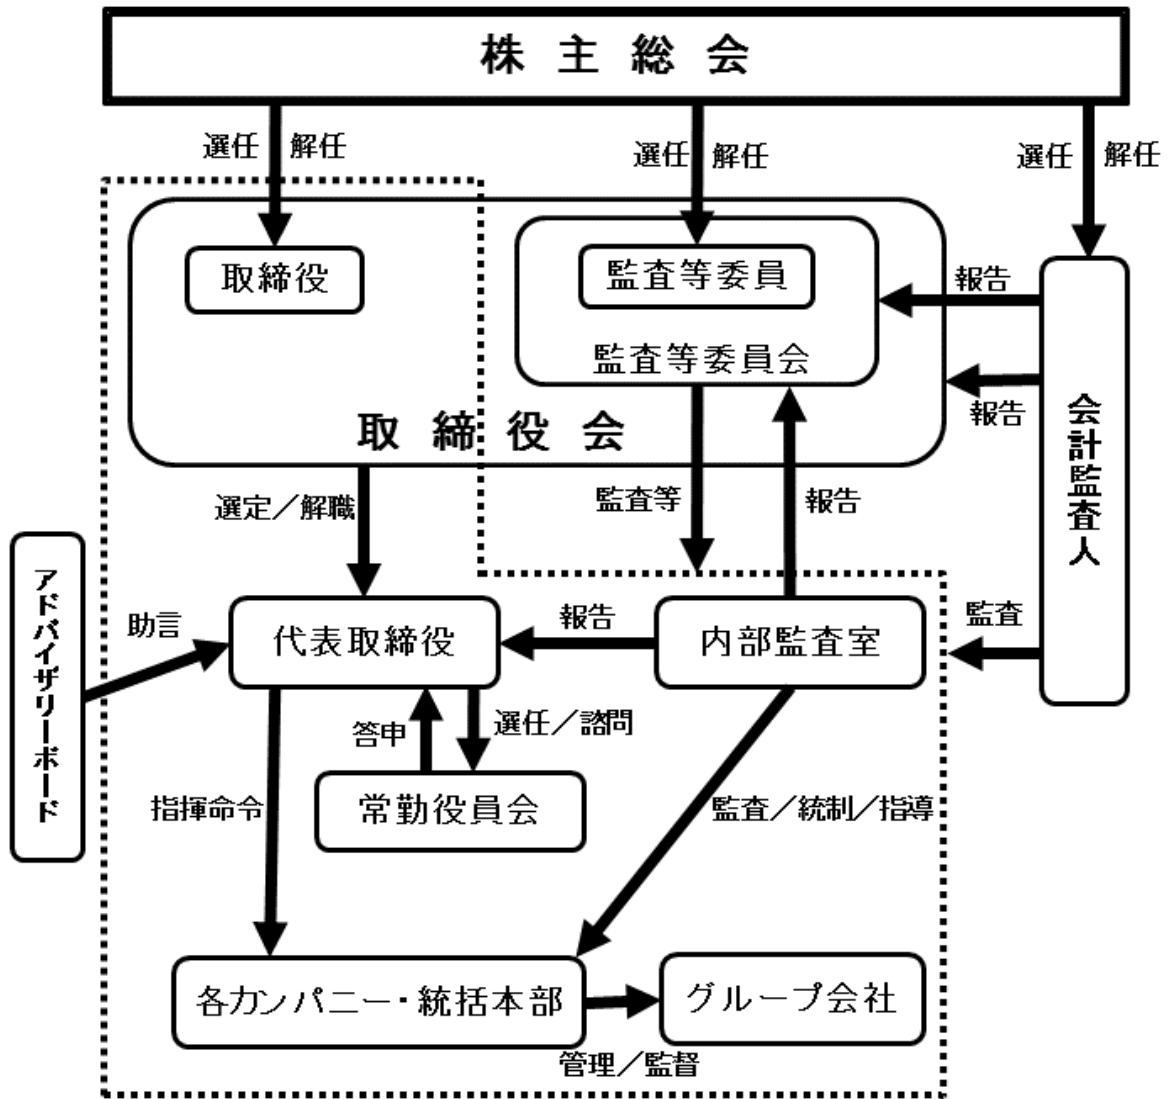 株主総会
選任 解任
選任 解任
選任 解任
取締役
監査等委員
監査等委員会
報告
報告
取締役会
会計監査人
選定／解職
監査等
報告
アドバイザリーボード
助言
代表取締役
報告
内部監査室
監査
答申
選任／諮問
指揮命令
常勤役員会
監査／統制／指導
各カンパニー・統括本部
グループ会社
管理／監督